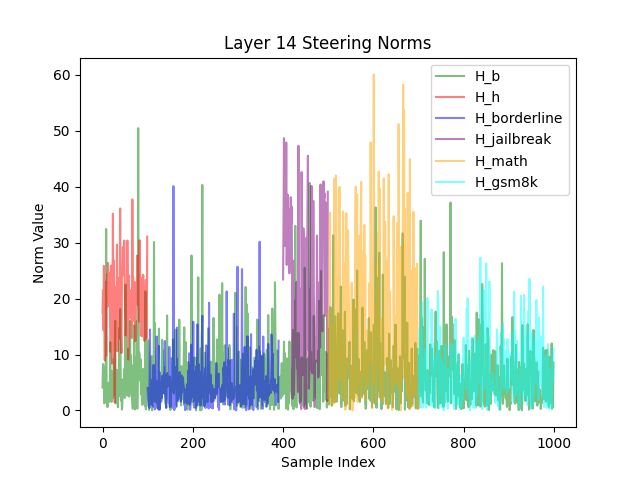 Layer 14 Steering Norms
60
50
40
30
20
10
0
Norm Value
0
200
400
600
800
1000
Sample Index
H_b
H_h
H_borderline
H_jailbreak
H_math
H_gsm8k